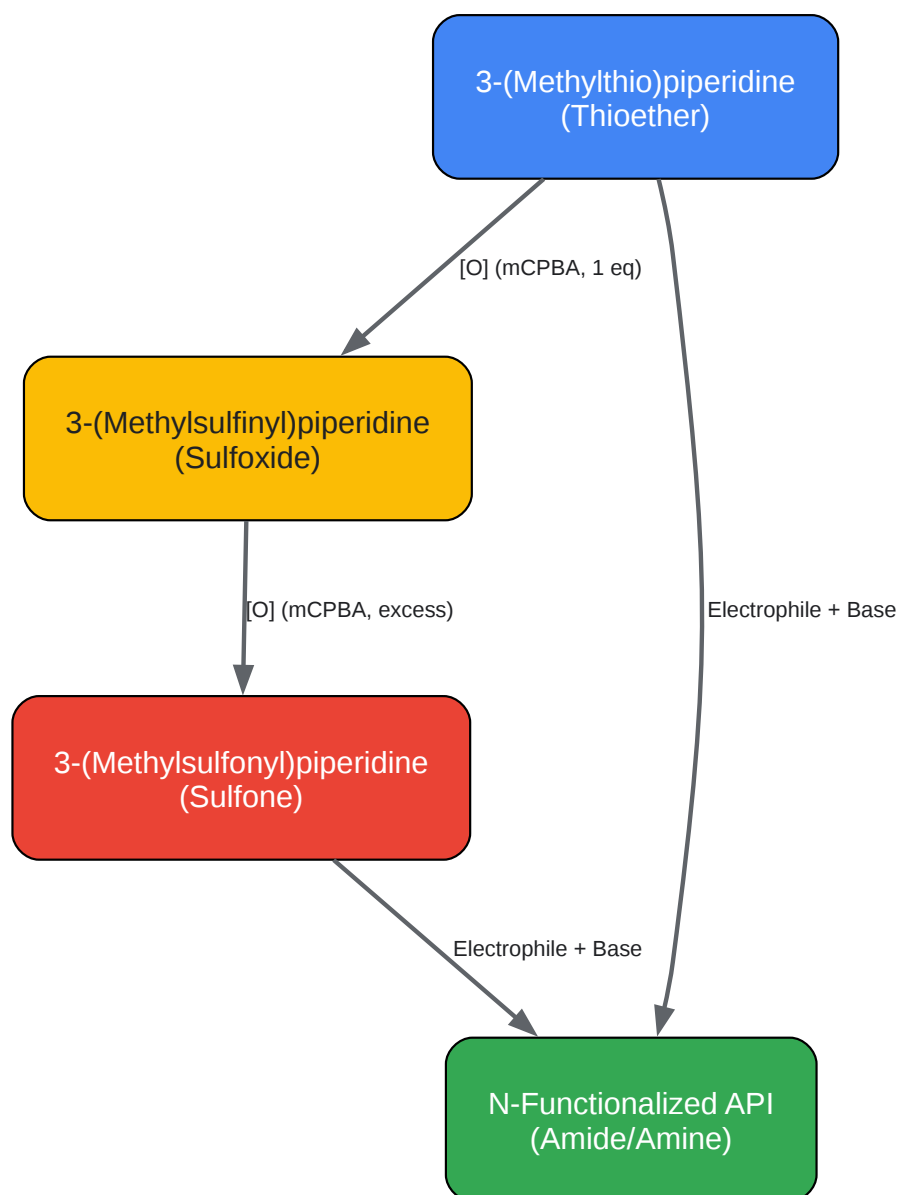 3-(Methylthio)piperidine
(Thioether)
[O] (mCPBA, 1 eq)
3-(Methylsulfinyl)piperidine
(Sulfoxide)
[O] (mCPBA, excess)
Electrophile + Base
3-(Methylsulfonyl)piperidine
(Sulfone)
Electrophile + Base
N-Functionalized API
(Amide/Amine)